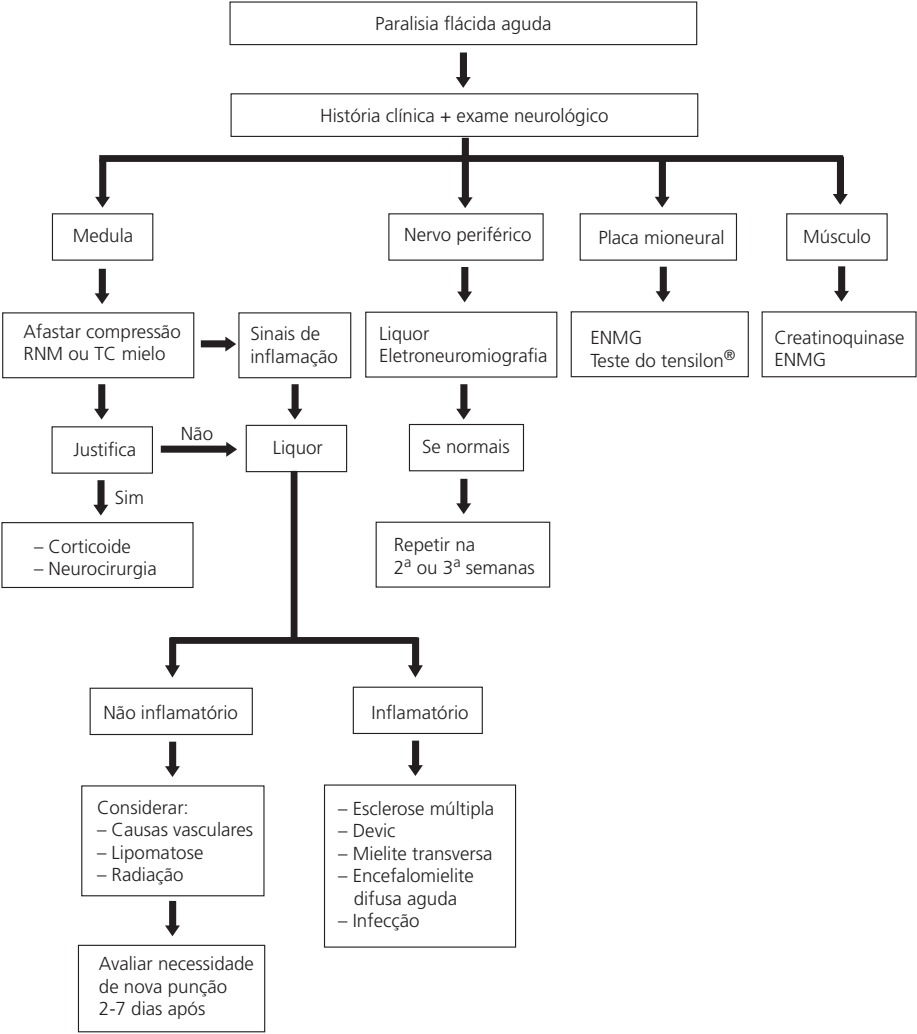 Paralisia flácida aguda
História clínica + exame neurológico
Medula
Nervo periférico
Placa mioneural
Músculo
Afastar compressão
RNM ou TC mielo
Sinais de
inflamação
Liquor
Eletroneuromiografia
ENMG
Teste do tensilon®
Creatinoquinase
ENMG
Justifica
Não
Liquor
Se normais
Sim
– Corticoide
– Neurocirurgia
Repetir na
2ª ou 3ª semanas
Não inflamatório
Inflamatório
Considerar:
– Causas vasculares
– Lipomatose
– Radiação
– Esclerose múltipla
– Devic
– Mielite transversa
– Encefalomielite
difusa aguda
– Infecção
Avaliar necessidade
de nova punção
2-7 dias após